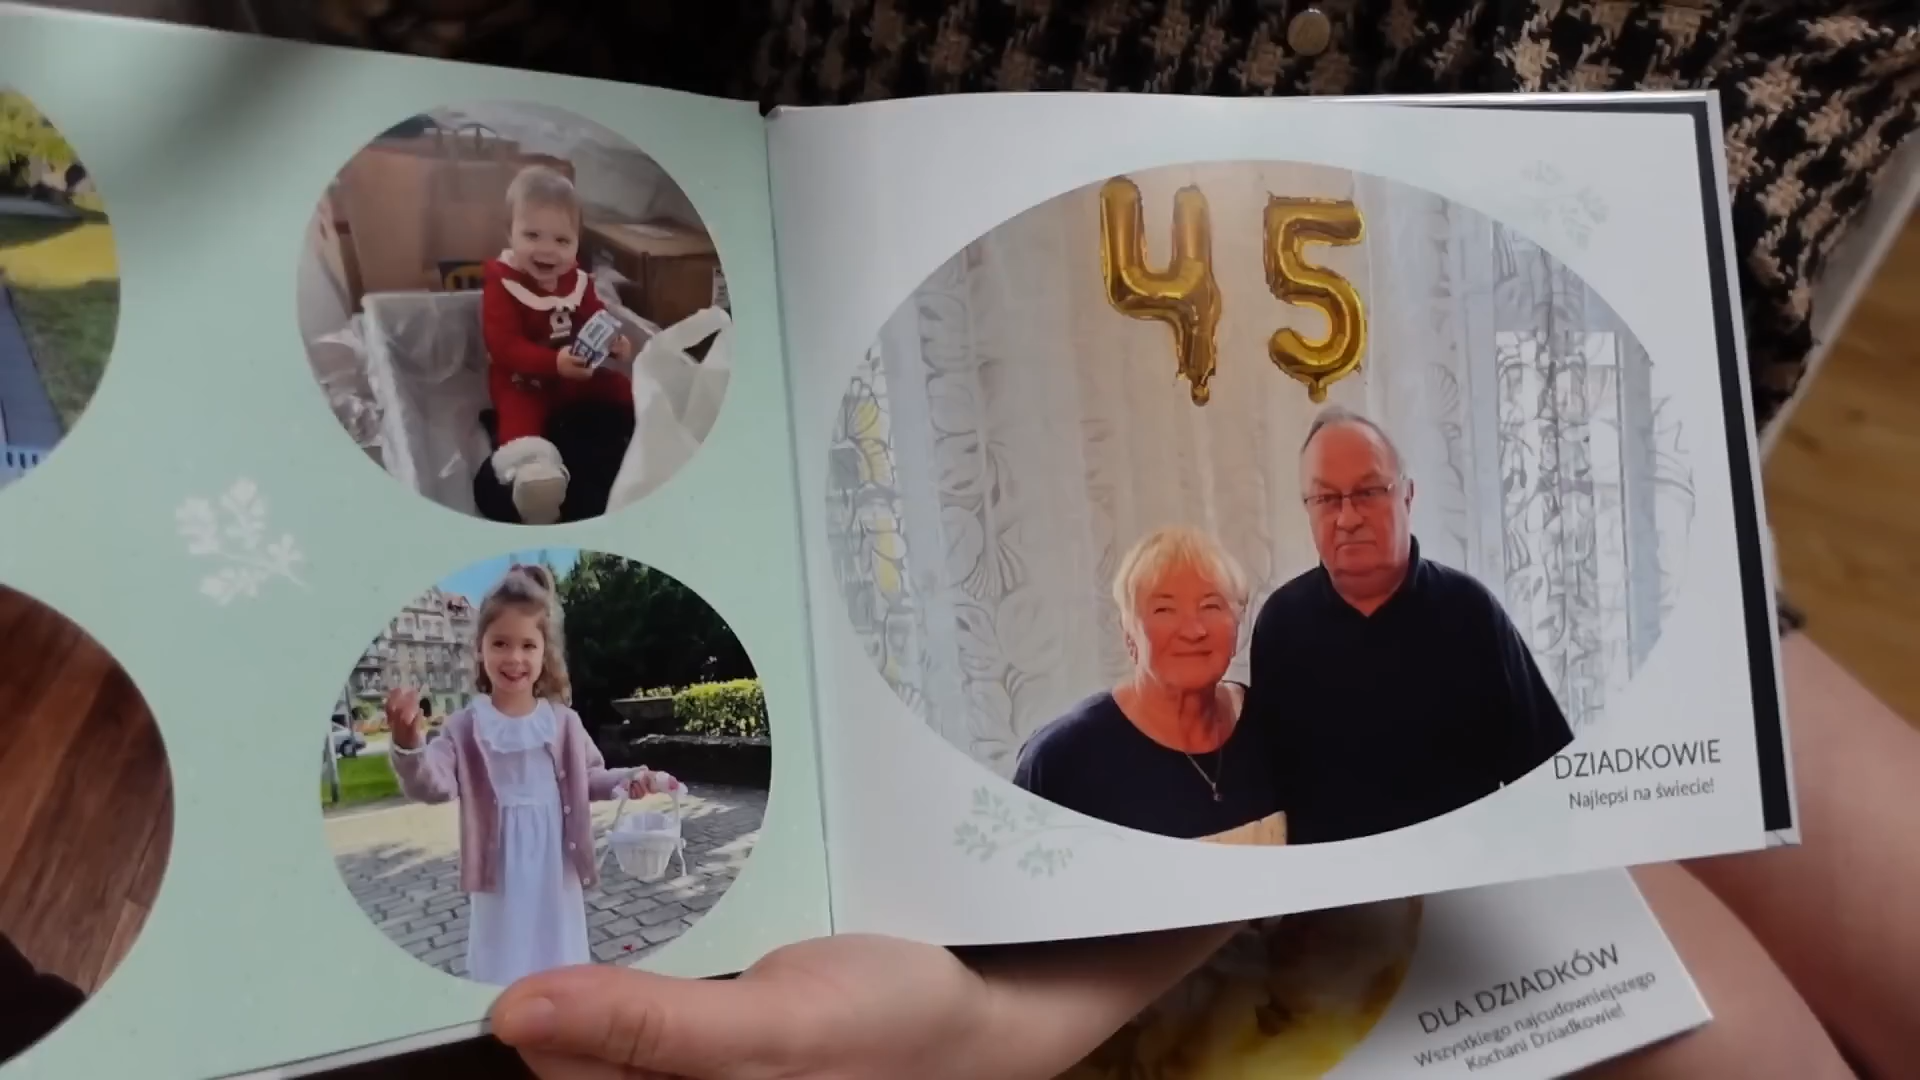 45
DZIADKOWIE
Najlepsi na świecie!
DLA DZIADKÓW
Wszystkiego najcudowniejszego
Kochani Dziadkowie!